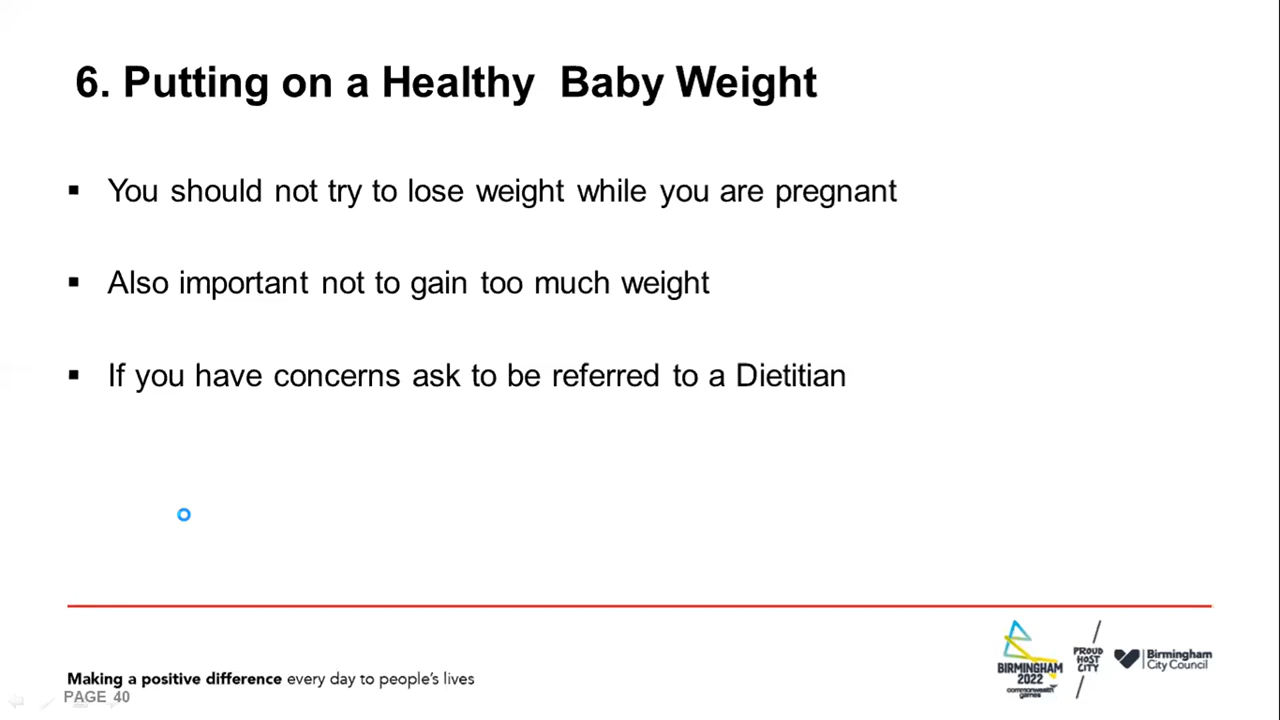 6. Putting on a Healthy Baby Weight
You should not try to lose weight while you are pregnant
Also important not to gain too much weight
If you have concerns ask to be referred to a Dietitian
Making a positive difference every day to people's lives
PAGE 40
BIRMINGHAM
2022
commonwealth
games
PROUD
HOST
CITY
Birmingham
City Council